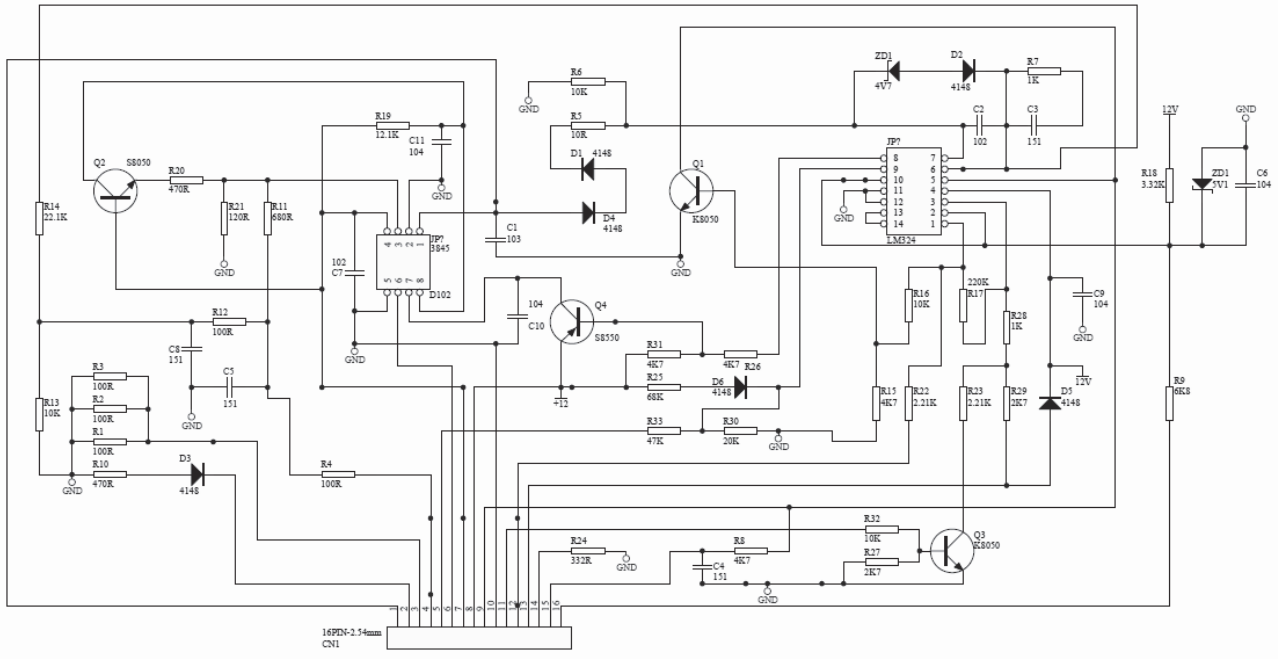 ZD1
4V7
D2
4148
R7
1K
R6
10K
GND
R5
10R
C2
102
C3
151
12V
GND
R19
12.1K
C11
104
GND
D1
4148
D4
4148
Q1
K8050
GND
JP?
8
9
10
11
12
13
14
7
6
5
4
3
2
1
LM324
GND
R18
3.32K
ZD1
5V1
C6
104
Q2
S8050
R20
470R
R14
22.1K
R21
120R
R11
680R
GND
4
3
2
1
JP?
3845
5
6
7
8
D102
102
C7
GND
C1
103
104
C10
Q4
S8550
R16
10K
220K
R17
R28
1K
C9
104
GND
R12
100R
C8
151
C5
151
GND
R31
4K7
4K7
R26
R25
68K
D6
4148
+12
12V
R3
100R
R2
100R
R1
100R
R13
10K
R10
470R
GND
D3
4148
R4
100R
R33
47K
R30
20K
GND
R15
4K7
R22
2.21K
R23
2.21K
R29
2K7
D5
4148
R9
6K8
R24
332R
GND
R8
4K7
C4
151
GND
R32
10K
R27
2K7
Q3
K8050
1
2
3
4
5
6
7
8
9
10
11
12
13
14
15
16
16PIN-2.54mm
CN1